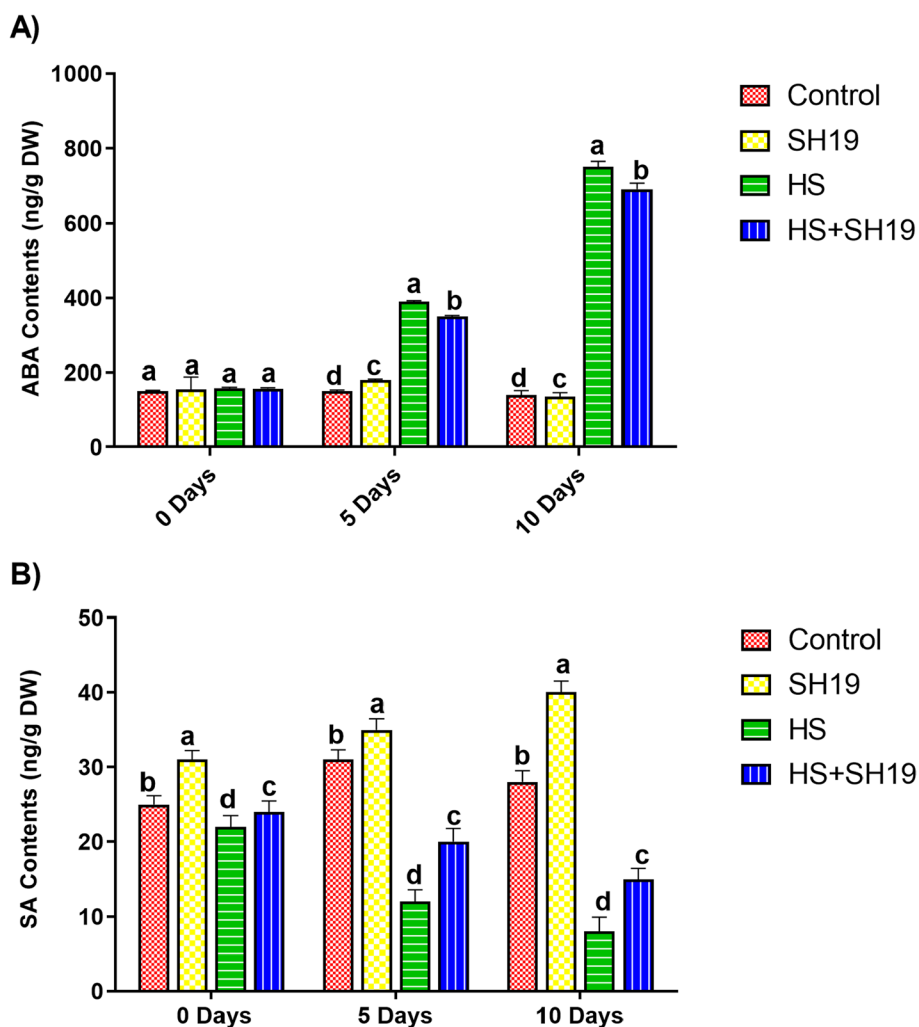 A)
1000
800
600
400
200
0
ABA Contents (ng/g DW)
a a a a
d c a b
d c a b
0 Days
5 Days
10 Days
Control
SH19
HS
HS+SH19
B)
50
40
30
20
10
0
SA Contents (ng/g DW)
b a d c
b a d c
b a d c
0 Days 5 Days 10 Days
Control
SH19
HS
HS+SH19